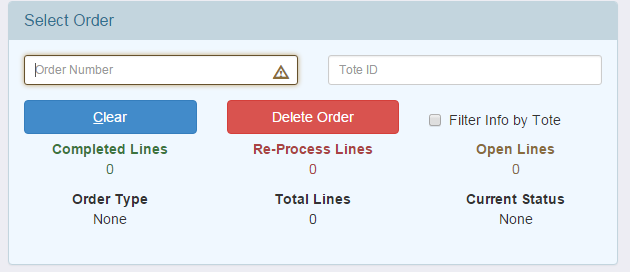 Select Order
Order Number
Tote ID
Clear
Delete Order
Filter Info by Tote
Completed Lines
Re-Process Lines
Open Lines
0
0
0
Order Type
Total Lines
Current Status
None
0
None